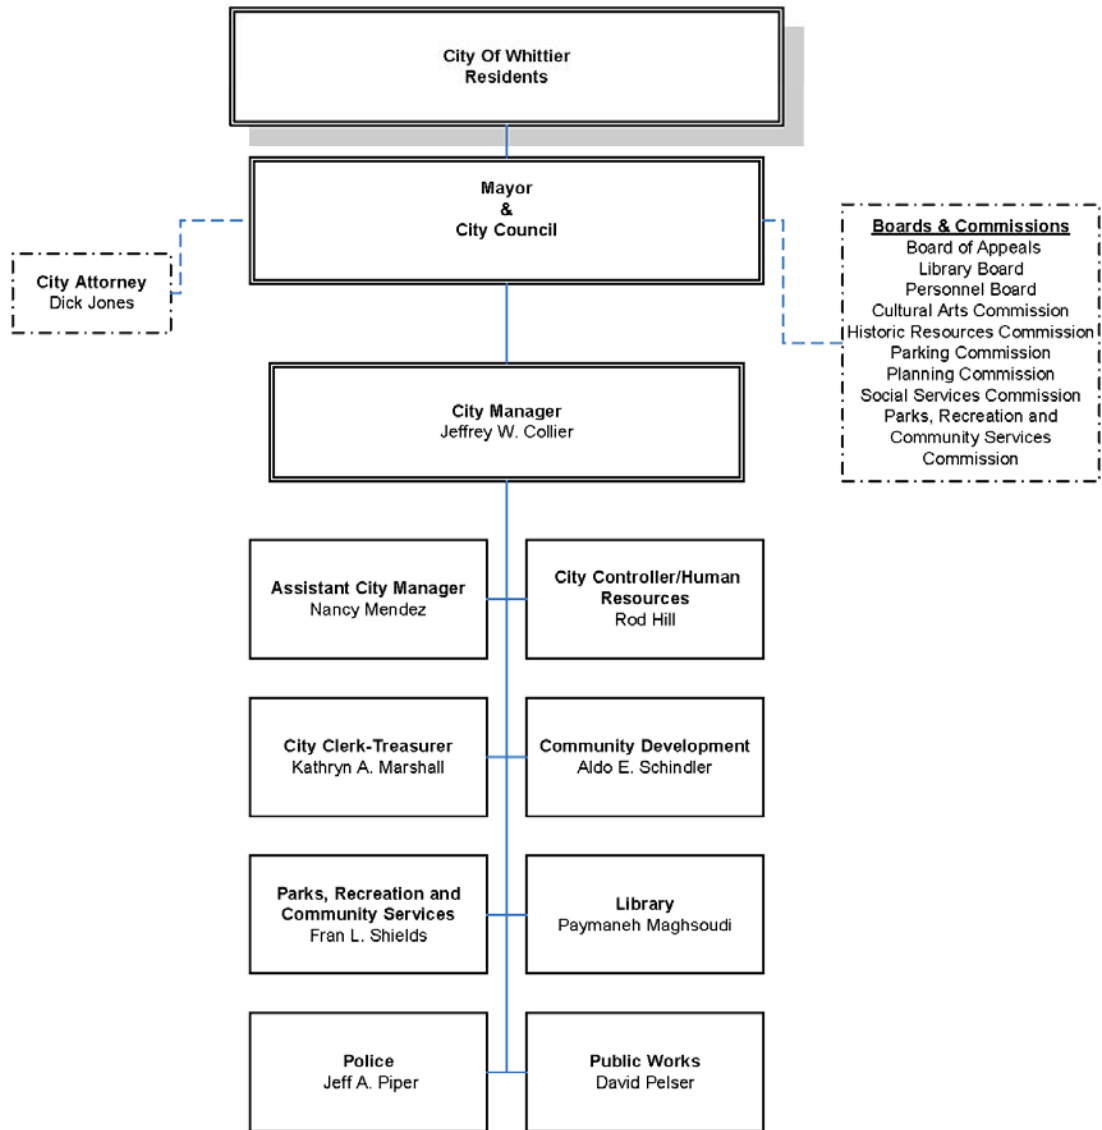 City Of Whittier
Residents
Mayor
&
City Council
City Attorney
Dick Jones
Boards & Commissions
Board of Appeals
Library Board
Personnel Board
Cultural Arts Commission
Historic Resources Commission
Parking Commission
Planning Commission
Social Services Commission
Parks, Recreation and
Community Services
Commission
City Manager
Jeffrey W. Collier
Assistant City Manager
Nancy Mendez
City Controller/Human
Resources
Rod Hill
City Clerk-Treasurer
Kathryn A. Marshall
Community Development
Aldo E. Schindler
Parks, Recreation and
Community Services
Fran L. Shields
Library
Paymaneh Maghsoudi
Police
Jeff A. Piper
Public Works
David Pelser